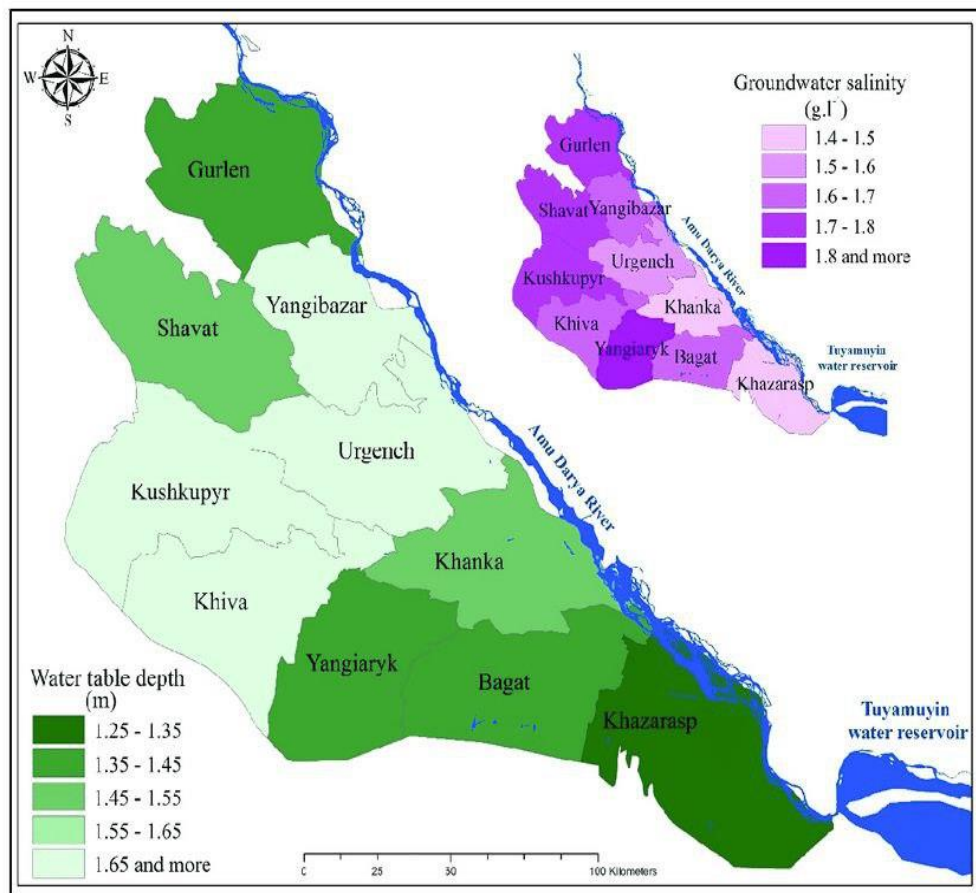 N
W
E
S
Gurlen
Shavat
Yangibazar
Urgench
Kushkupyr
Khanka
Khiva
Yangiaryk
Bagat
Khazarasp
Amu Darya River
Tuyamuyin
water reservoir
Groundwater salinity
(g.l⁻)
1.4 - 1.5
1.5 - 1.6
1.6 - 1.7
1.7 - 1.8
1.8 and more
Gurlen
Shavat
Yangibazar
Urgench
Kushkupyr
Khanka
Khiva
Yangiaryk
Bagat
Khazarasp
Amu Darya River
Tuyamuyin
water reservoir
Water table depth
(m)
1.25 - 1.35
1.35 - 1.45
1.45 - 1.55
1.55 - 1.65
1.65 and more
0
25
50
100 Kilometers